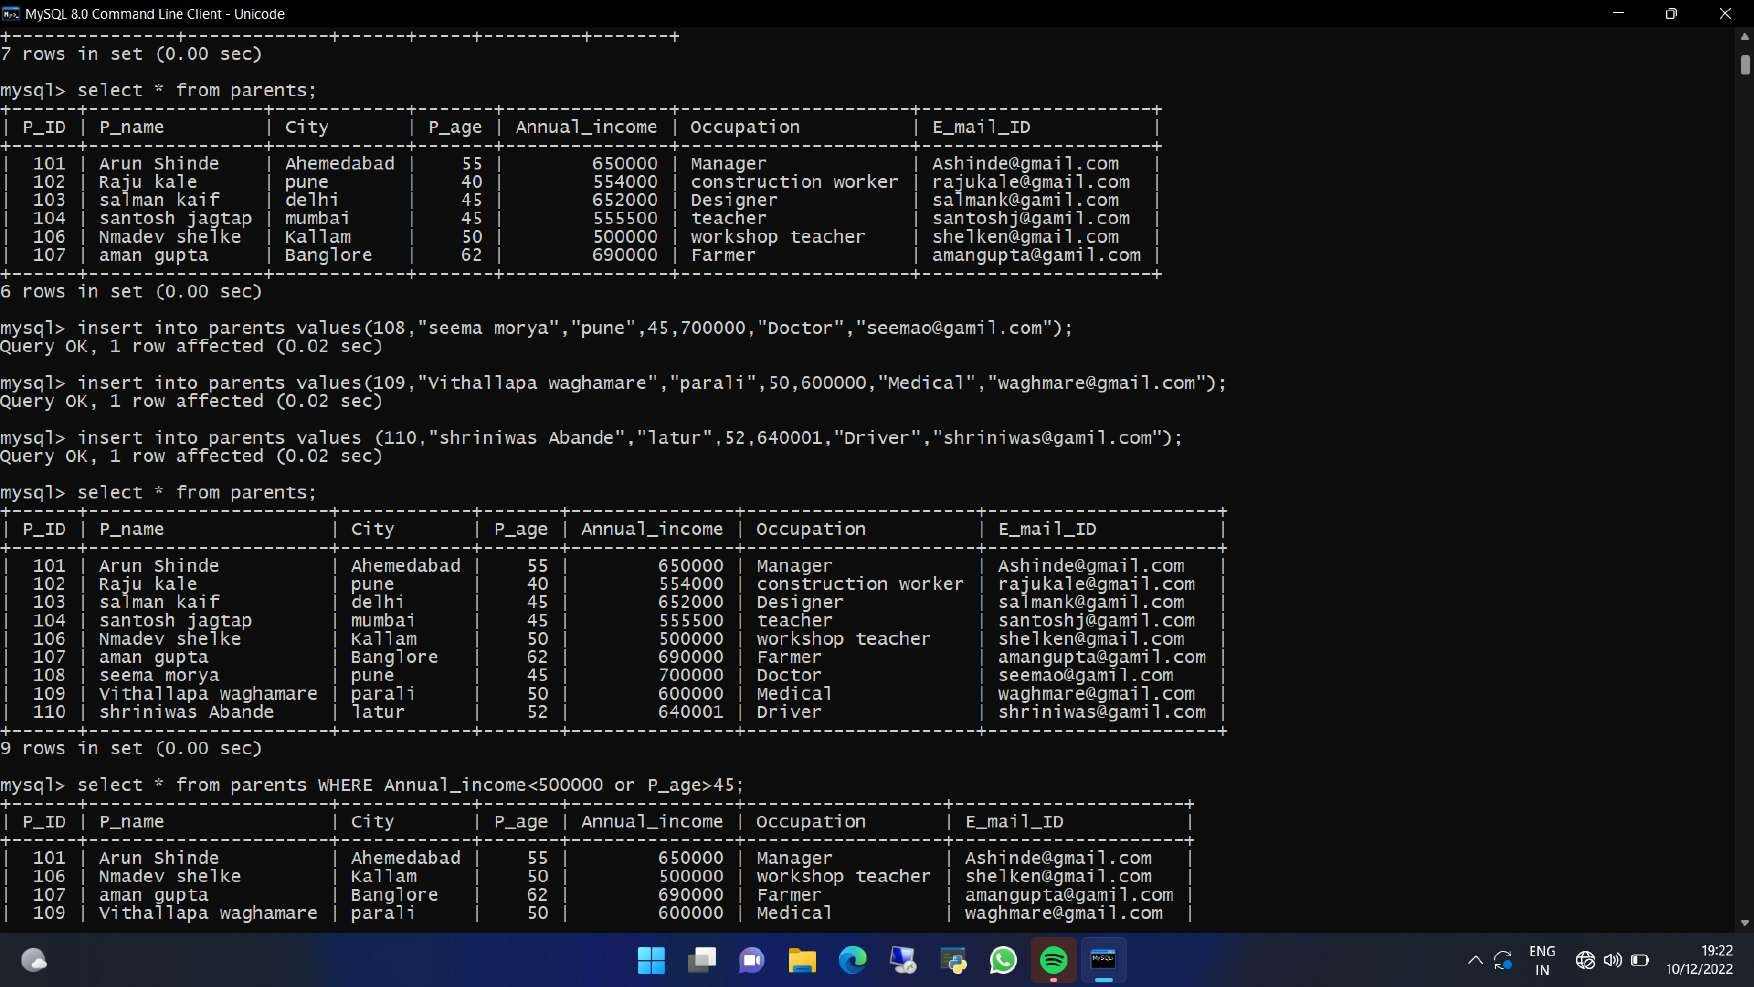 MySQL 8.0 Command Line Client - Unicode
+----------------+-------------+------+-----+---------+-------+
7 rows in set (0.00 sec)
mysql> select * from parents;
+------+----------------+------------+-------+---------------+---------------------+---------------------+
| P_ID | P_name         | City       | P_age | Annual_income | Occupation          | E_mail_ID           |
+------+----------------+------------+-------+---------------+---------------------+---------------------+
|  101 | Arun Shinde    | Ahemedabad |    55 |        650000 | Manager             | Ashinde@gmail.com   |
|  102 | Raju kale      | pune       |    40 |        554000 | construction worker | rajukale@gmail.com  |
|  103 | salman kaif    | delhi      |    45 |        652000 | Designer            | salmank@gamil.com   |
|  104 | santosh jagtap | mumbai     |    45 |        555500 | teacher             | santoshj@gamil.com  |
|  106 | Nmadev shelke  | Kallam     |    50 |        500000 | workshop teacher    | shelken@gmail.com   |
|  107 | aman gupta     | Banglore   |    62 |        690000 | Farmer              | amangupta@gamil.com |
+------+----------------+------------+-------+---------------+---------------------+---------------------+
6 rows in set (0.00 sec)
mysql> insert into parents values(108,"seema morya","pune",45,700000,"Doctor","seemao@gamil.com");
Query OK, 1 row affected (0.02 sec)
mysql> insert into parents values(109,"Vithallapa waghamare","parali",50,600000,"Medical","waghmare@gmail.com");
Query OK, 1 row affected (0.02 sec)
mysql> insert into parents values (110,"shriniwas Abande","latur",52,640001,"Driver","shriniwas@gamil.com");
Query OK, 1 row affected (0.02 sec)
mysql> select * from parents;
+------+----------------------+------------+-------+---------------+---------------------+---------------------+
| P_ID | P_name               | City       | P_age | Annual_income | Occupation          | E_mail_ID           |
+------+----------------------+------------+-------+---------------+---------------------+---------------------+
|  101 | Arun Shinde          | Ahemedabad |    55 |        650000 | Manager             | Ashinde@gmail.com   |
|  102 | Raju kale            | pune       |    40 |        554000 | construction worker | rajukale@gmail.com  |
|  103 | salman kaif          | delhi      |    45 |        652000 | Designer            | salmank@gamil.com   |
|  104 | santosh jagtap       | mumbai     |    45 |        555500 | teacher             | santoshj@gamil.com  |
|  106 | Nmadev shelke        | Kallam     |    50 |        500000 | workshop teacher    | shelken@gmail.com   |
|  107 | aman gupta           | Banglore   |    62 |        690000 | Farmer              | amangupta@gamil.com |
|  108 | seema morya          | pune       |    45 |        700000 | Doctor              | seemao@gamil.com    |
|  109 | Vithallapa waghamare | parali     |    50 |        600000 | Medical             | waghmare@gmail.com  |
|  110 | shriniwas Abande     | latur      |    52 |        640001 | Driver              | shriniwas@gamil.com |
+------+----------------------+------------+-------+---------------+---------------------+---------------------+
9 rows in set (0.00 sec)
mysql> select * from parents WHERE Annual_income<500000 or P_age>45;
+------+----------------------+------------+-------+---------------+------------------+---------------------+
| P_ID | P_name               | City       | P_age | Annual_income | Occupation       | E_mail_ID           |
+------+----------------------+------------+-------+---------------+------------------+---------------------+
|  101 | Arun Shinde          | Ahemedabad |    55 |        650000 | Manager          | Ashinde@gmail.com   |
|  106 | Nmadev shelke        | Kallam     |    50 |        500000 | workshop teacher | shelken@gmail.com   |
|  107 | aman gupta           | Banglore   |    62 |        690000 | Farmer           | amangupta@gamil.com |
|  109 | Vithallapa waghamare | parali     |    50 |        600000 | Medical          | waghmare@gmail.com  |
ENG
IN
19:22
10/12/2022